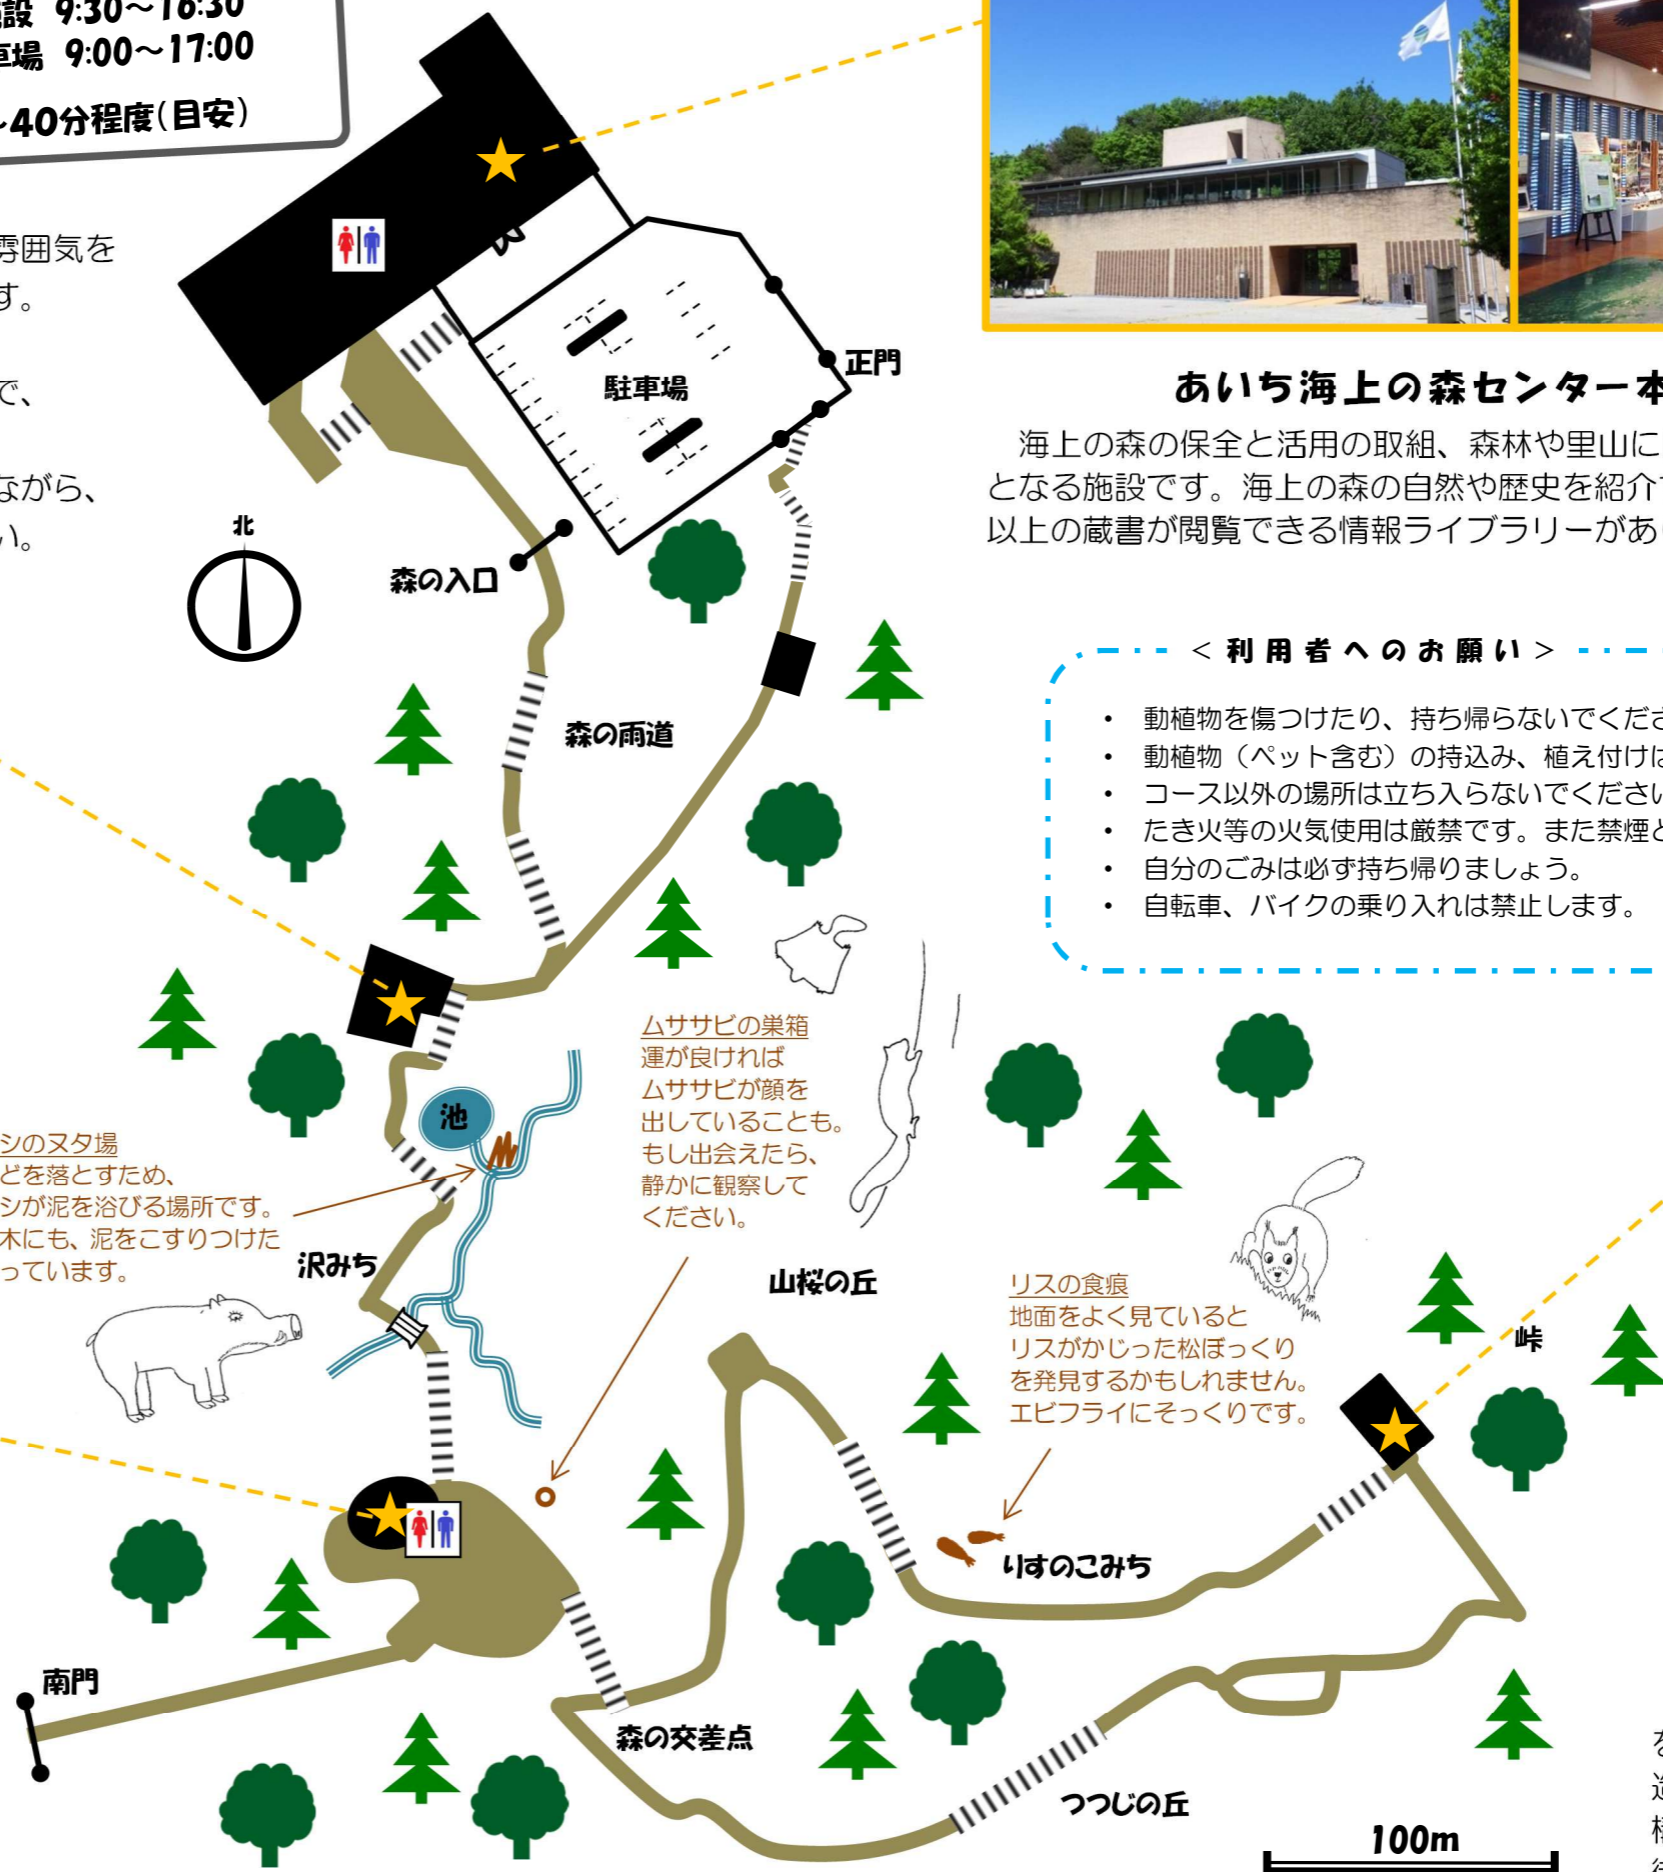 設 9:30～16:30
車場 9:00～17:00
～40分程度(目安)
雰囲気を
す。
で、
ながら、
い。
北
駐車場
正門
森の入口
森の雨道
あいち海上の森センター本
海上の森の保全と活用の取組、森林や里山に
となる施設です。海上の森の自然や歴史を紹介
以上の蔵書が閲覧できる情報ライブラリーがあ
＜利用者へのお願い＞
・ 動植物を傷つけたり、持ち帰らないでくださ
・ 動植物（ペット含む）の持込み、植え付けは
・ コース以外の場所は立ち入らないでください
・ たき火等の火気使用は厳禁です。また禁煙と
・ 自分のごみは必ず持ち帰りましょう。
・ 自転車、バイクの乗り入れは禁止します。
ムササビの巣箱
運が良ければ
ムササビが顔を
出していることも。
もし出会えたら、
静かに観察して
ください。
池
シのヌタ場
どを落とすため、
シが泥を浴びる場所です。
木にも、泥をこすりつけた
っています。
沢みち
山桜の丘
リスの食痕
地面をよく見ていると
リスがかじった松ぼっくり
を発見するかもしれません。
エビフライにそっくりです。
峠
りすのこみち
南門
森の交差点
つつじの丘
100m
を